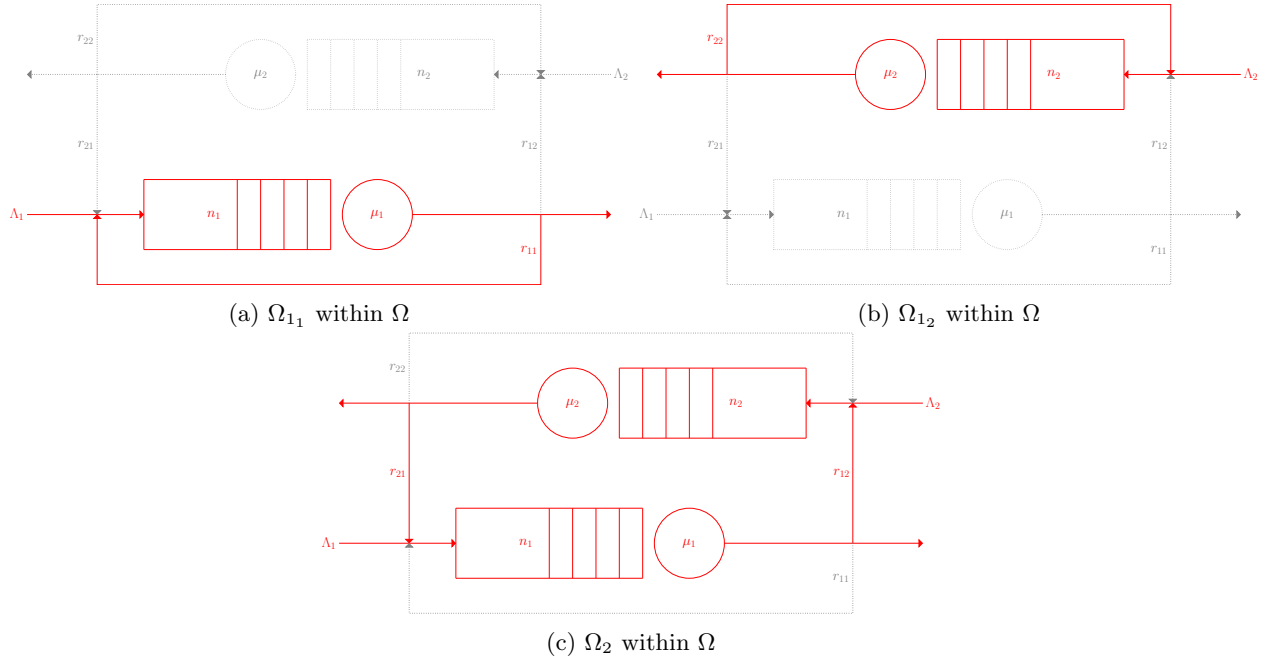 r₂₂ r₂₂
μ₂ n₂ Λ₂ μ₂ n₂ Λ₂
r₂₁ r₁₂ r₂₁ r₁₂
Λ₁ n₁ μ₁ Λ₁ n₁ μ₁
r₁₁ r₁₁
(a) Ω₁₁ within Ω (b) Ω₁₂ within Ω
r₂₂
μ₂ n₂ Λ₂
r₂₁ r₁₂
Λ₁ n₁ μ₁
r₁₁
(c) Ω₂ within Ω